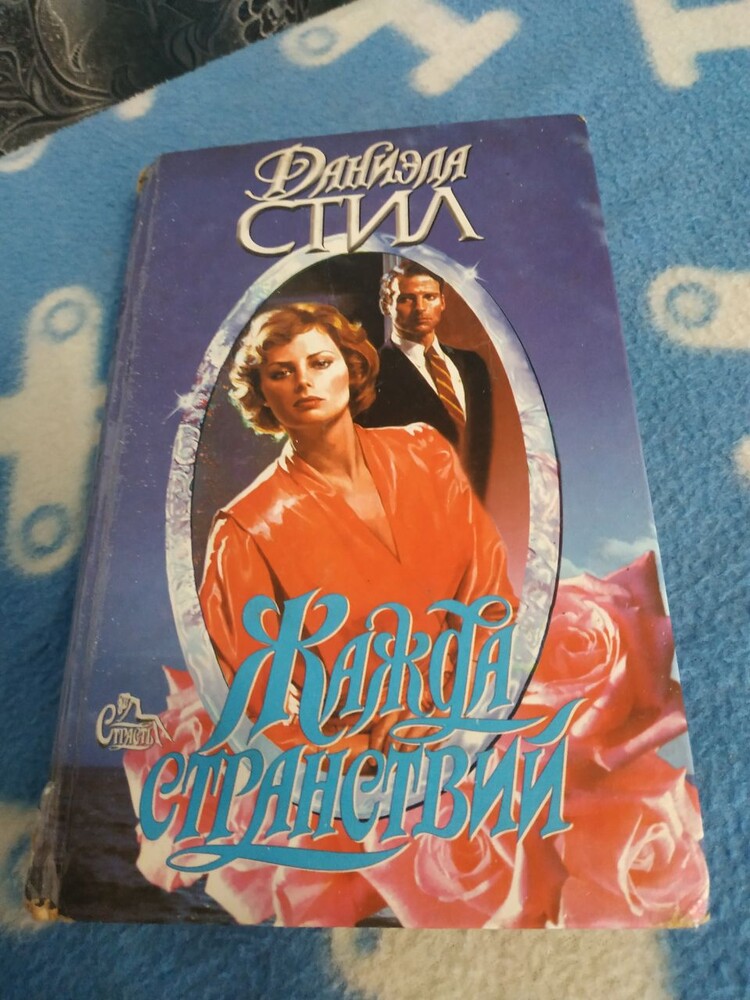 Даниэла
СТИЛ
Страсть
Жажда
странствий